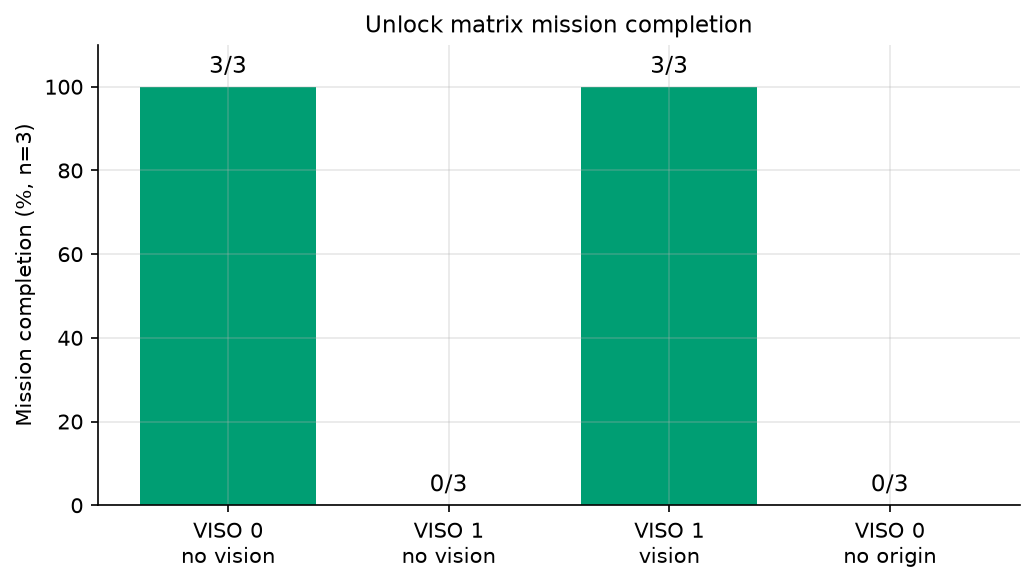 Unlock matrix mission completion
Mission completion (%, n=3)
100
80
60
40
20
0
3/3
0/3
3/3
0/3
VISO 0
no vision
VISO 1
no vision
VISO 1
vision
VISO 0
no origin